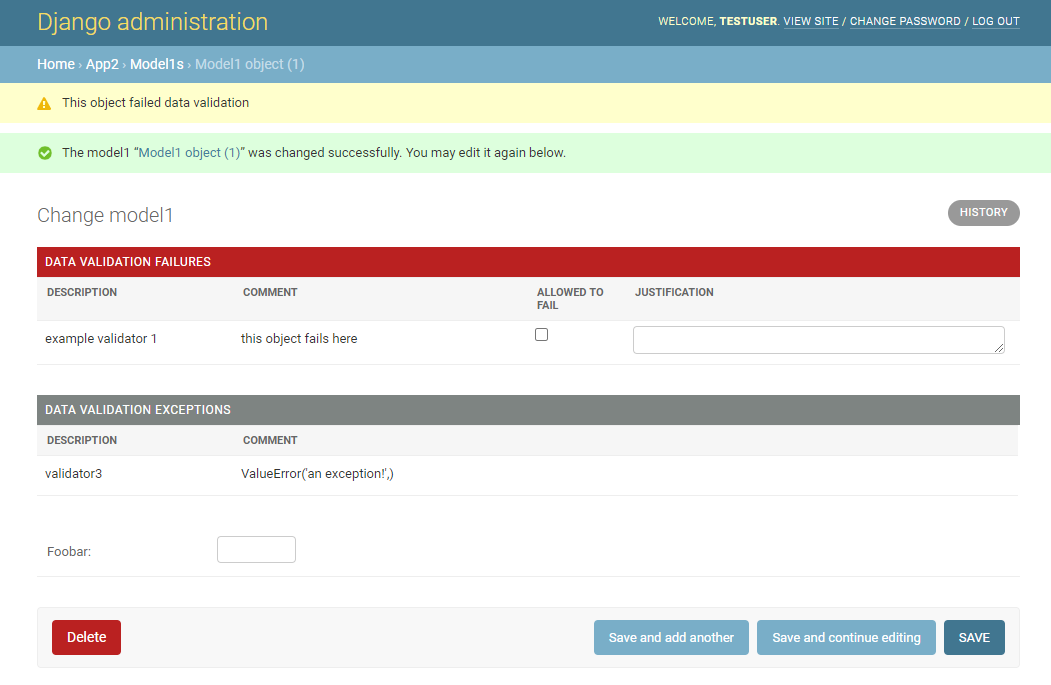 Django administration
WELCOME, TESTUSER. VIEW SITE / CHANGE PASSWORD / LOG OUT
Home › App2 › Model1s › Model1 object (1)
This object failed data validation
The model1 “Model1 object (1)” was changed successfully. You may edit it again below.
Change model1
HISTORY
DATA VALIDATION FAILURES
DESCRIPTION COMMENT ALLOWED TO FAIL JUSTIFICATION
example validator 1 this object fails here
DATA VALIDATION EXCEPTIONS
DESCRIPTION COMMENT
validator3 ValueError('an exception!',)
Foobar:
Delete Save and add another Save and continue editing SAVE